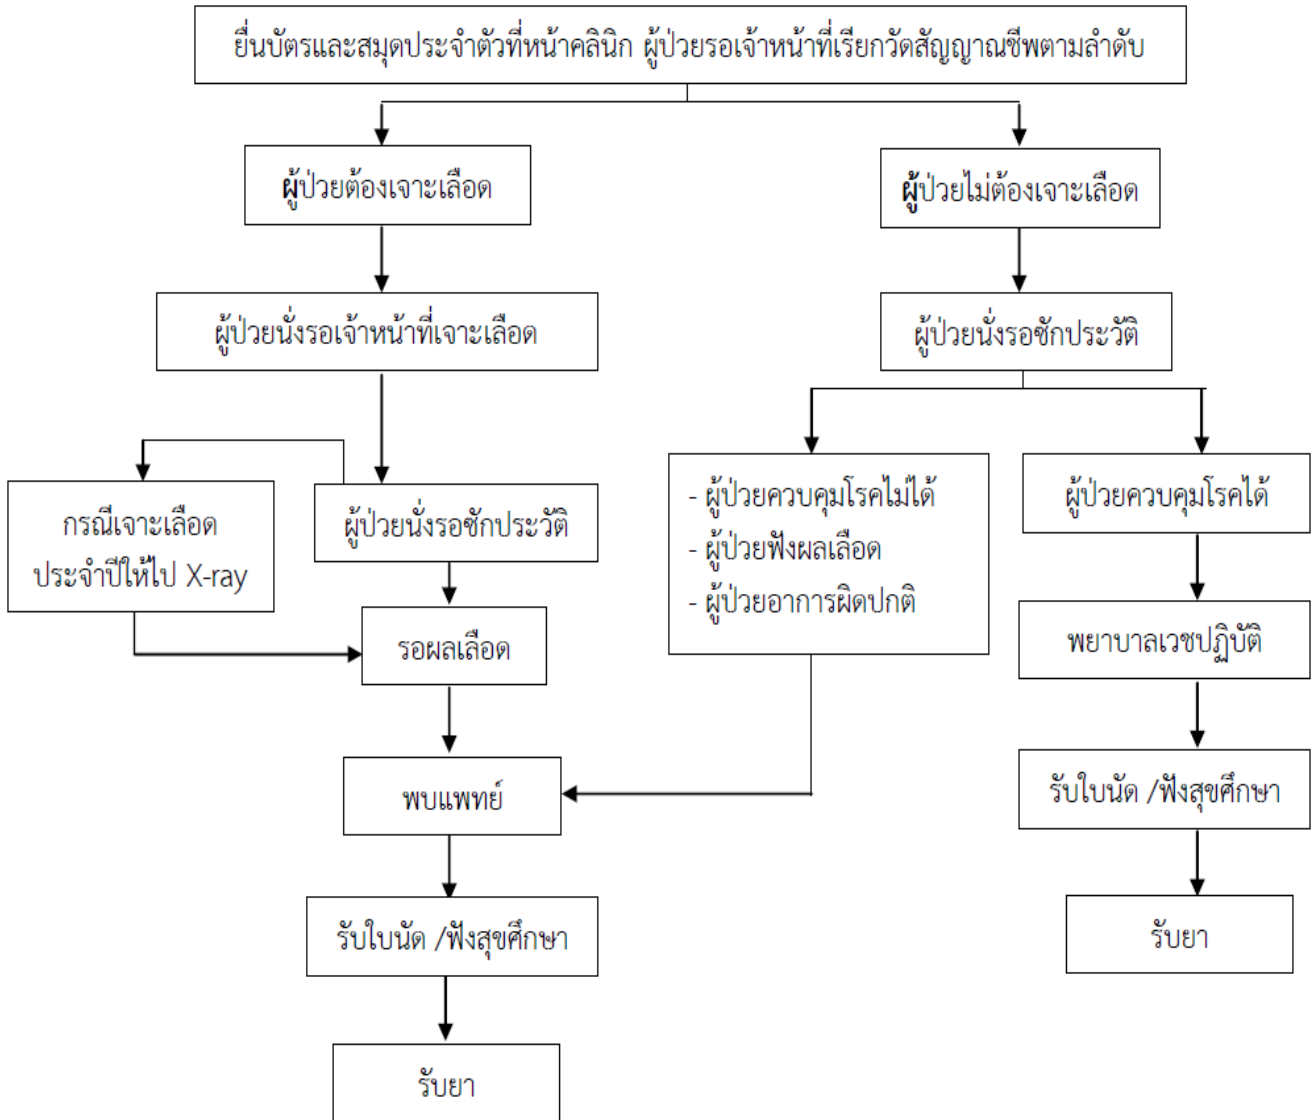 ยื่นบัตรและสมุดประจำตัวที่หน้าคลินิก ผู้ป่วยรอเจ้าหน้าที่เรียกวัดสัญญาณชีพตามลำดับ
ผู้ป่วยต้องเจาะเลือด
ผู้ป่วยไม่ต้องเจาะเลือด
ผู้ป่วยนั่งรอเจ้าหน้าที่เจาะเลือด
ผู้ป่วยนั่งรอซักประวัติ
กรณีเจาะเลือด
ประจำปีให้ไป X-ray
ผู้ป่วยนั่งรอซักประวัติ
- ผู้ป่วยควบคุมโรคไม่ได้
- ผู้ป่วยฟังผลเลือด
- ผู้ป่วยอาการผิดปกติ
ผู้ป่วยควบคุมโรคได้
รอผลเลือด
พยาบาลเวชปฏิบัติ
พบแพทย์
รับใบนัด /ฟังสุขศึกษา
รับใบนัด /ฟังสุขศึกษา
รับยา
รับยา